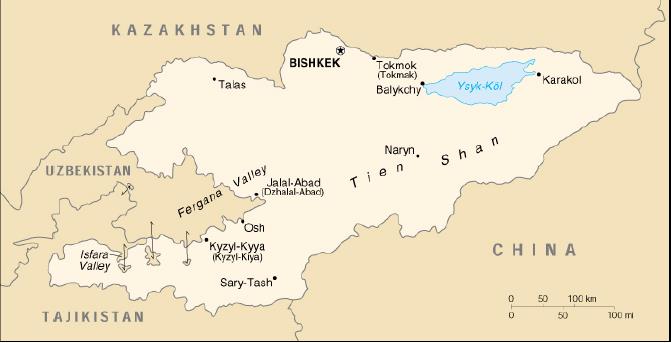 KAZAKHSTAN
BISHKEK
Tokmok
(Tokmak)
Talas
Balykchy
Ysyk-Köl
Karakol
Naryn
Tien Shan
UZBEKISTAN
Fergana Valley
Jalal-Abad
(Dzhalal-Abad)
Osh
Kyzyl-Kyya
(Kyzyl-Kiya)
Isfara
Valley
Sary-Tash
CHINA
TAJIKISTAN
0 50 100 km
0 50 100 mi